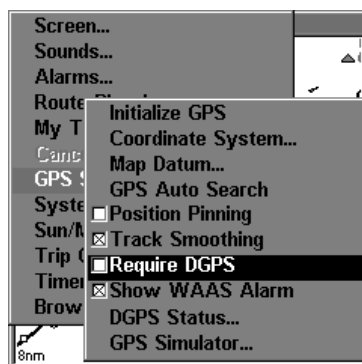 Screen...
Sounds...
Alarms...
Route
My T
Canc
GPS S
Syste
Sun/M
Trip
Timer
Brow
Initialize GPS
Coordinate System...
Map Datum...
GPS Auto Search
Position Pinning
Track Smoothing
Require DGPS
Show WAAS Alarm
DGPS Status...
GPS Simulator...
8nm